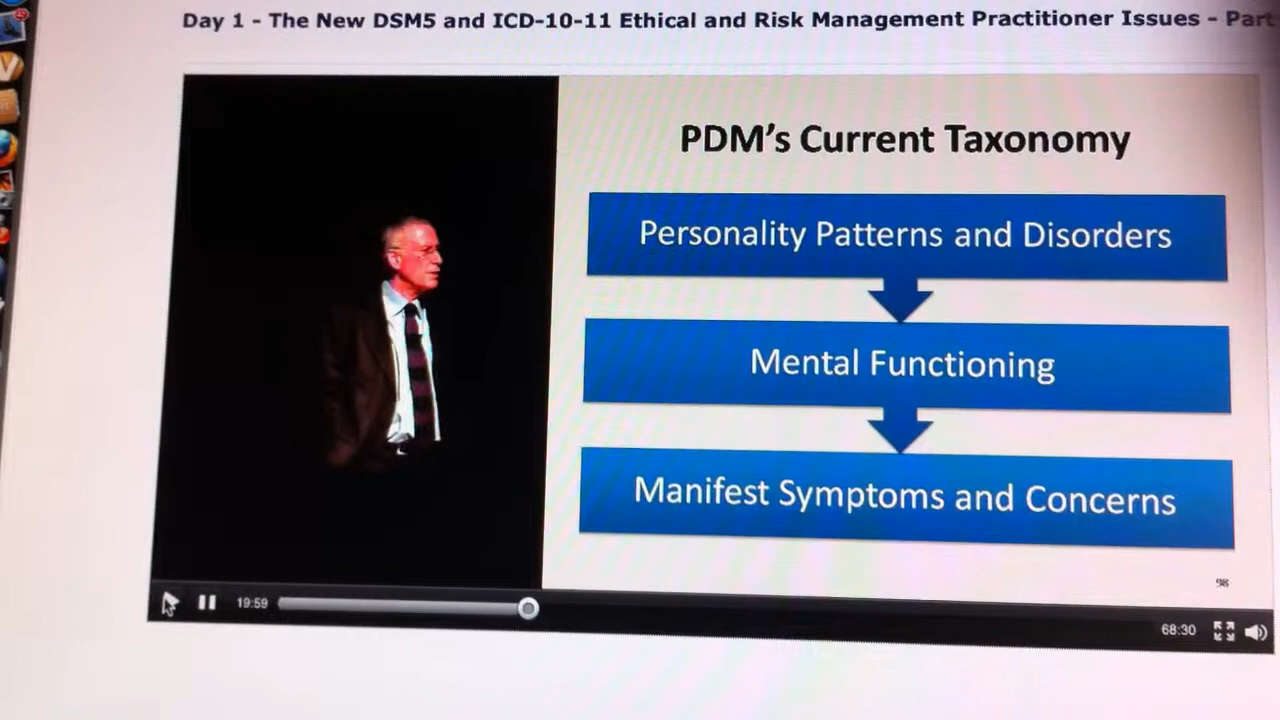 Day 1 - The New DSM5 and ICD-10-11 Ethical and Risk Management Practitioner Issues - Part
PDM's Current Taxonomy
Personality Patterns and Disorders
Mental Functioning
Manifest Symptoms and Concerns
98
19:59
68:30